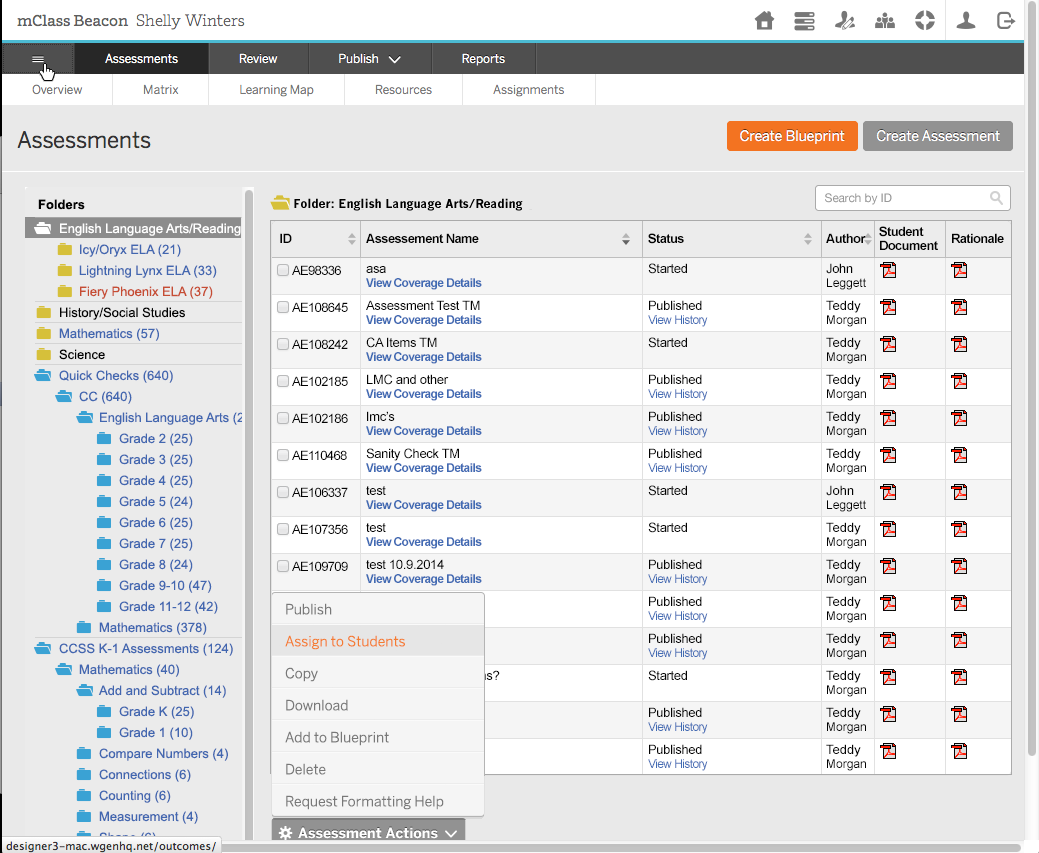 mClass Beacon Shelly Winters
Assessments Review Publish Reports
Overview Matrix Learning Map Resources Assignments
Assessments
Create Blueprint Create Assessment
Folders
English Language Arts/Reading
Icy/Oryx ELA (21)
Lightning Lynx ELA (33)
Fiery Phoenix ELA (37)
History/Social Studies
Mathematics (57)
Science
Quick Checks (640)
CC (640)
English Language Arts (2
Grade 2 (25)
Grade 3 (25)
Grade 4 (25)
Grade 5 (24)
Grade 6 (25)
Grade 7 (25)
Grade 8 (24)
Grade 9-10 (47)
Grade 11-12 (42)
Mathematics (378)
CCSS K-1 Assessments (124)
Mathematics (40)
Add and Subtract (14)
Grade K (25)
Grade 1 (10)
Compare Numbers (4)
Connections (6)
Counting (6)
Measurement (4)
designer3-mac.wgenhq.net/outcomes/
Folder: English Language Arts/Reading
Search by ID
ID Assessement Name Status Author Student Document Rationale
AE98336 asa Started John Leggett
View Coverage Details
AE108645 Assessment Test TM Published Teddy Morgan
View Coverage Details View History
AE108242 CA Items TM Started Teddy Morgan
View Coverage Details
AE102185 LMC and other Published Teddy Morgan
View Coverage Details View History
AE102186 lmc's Published Teddy Morgan
View Coverage Details View History
AE110468 Sanity Check TM Published Teddy Morgan
View Coverage Details View History
AE106337 test Started John Leggett
View Coverage Details
AE107356 test Started Teddy Morgan
View Coverage Details
AE109709 test 10.9.2014 Published Teddy Morgan
View Coverage Details View History
Published Teddy Morgan
View History
Published Teddy Morgan
View History
s? Started Teddy Morgan
Published Teddy Morgan
View History
Published Teddy Morgan
View History
Publish
Assign to Students
Copy
Download
Add to Blueprint
Delete
Request Formatting Help
Assessment Actions